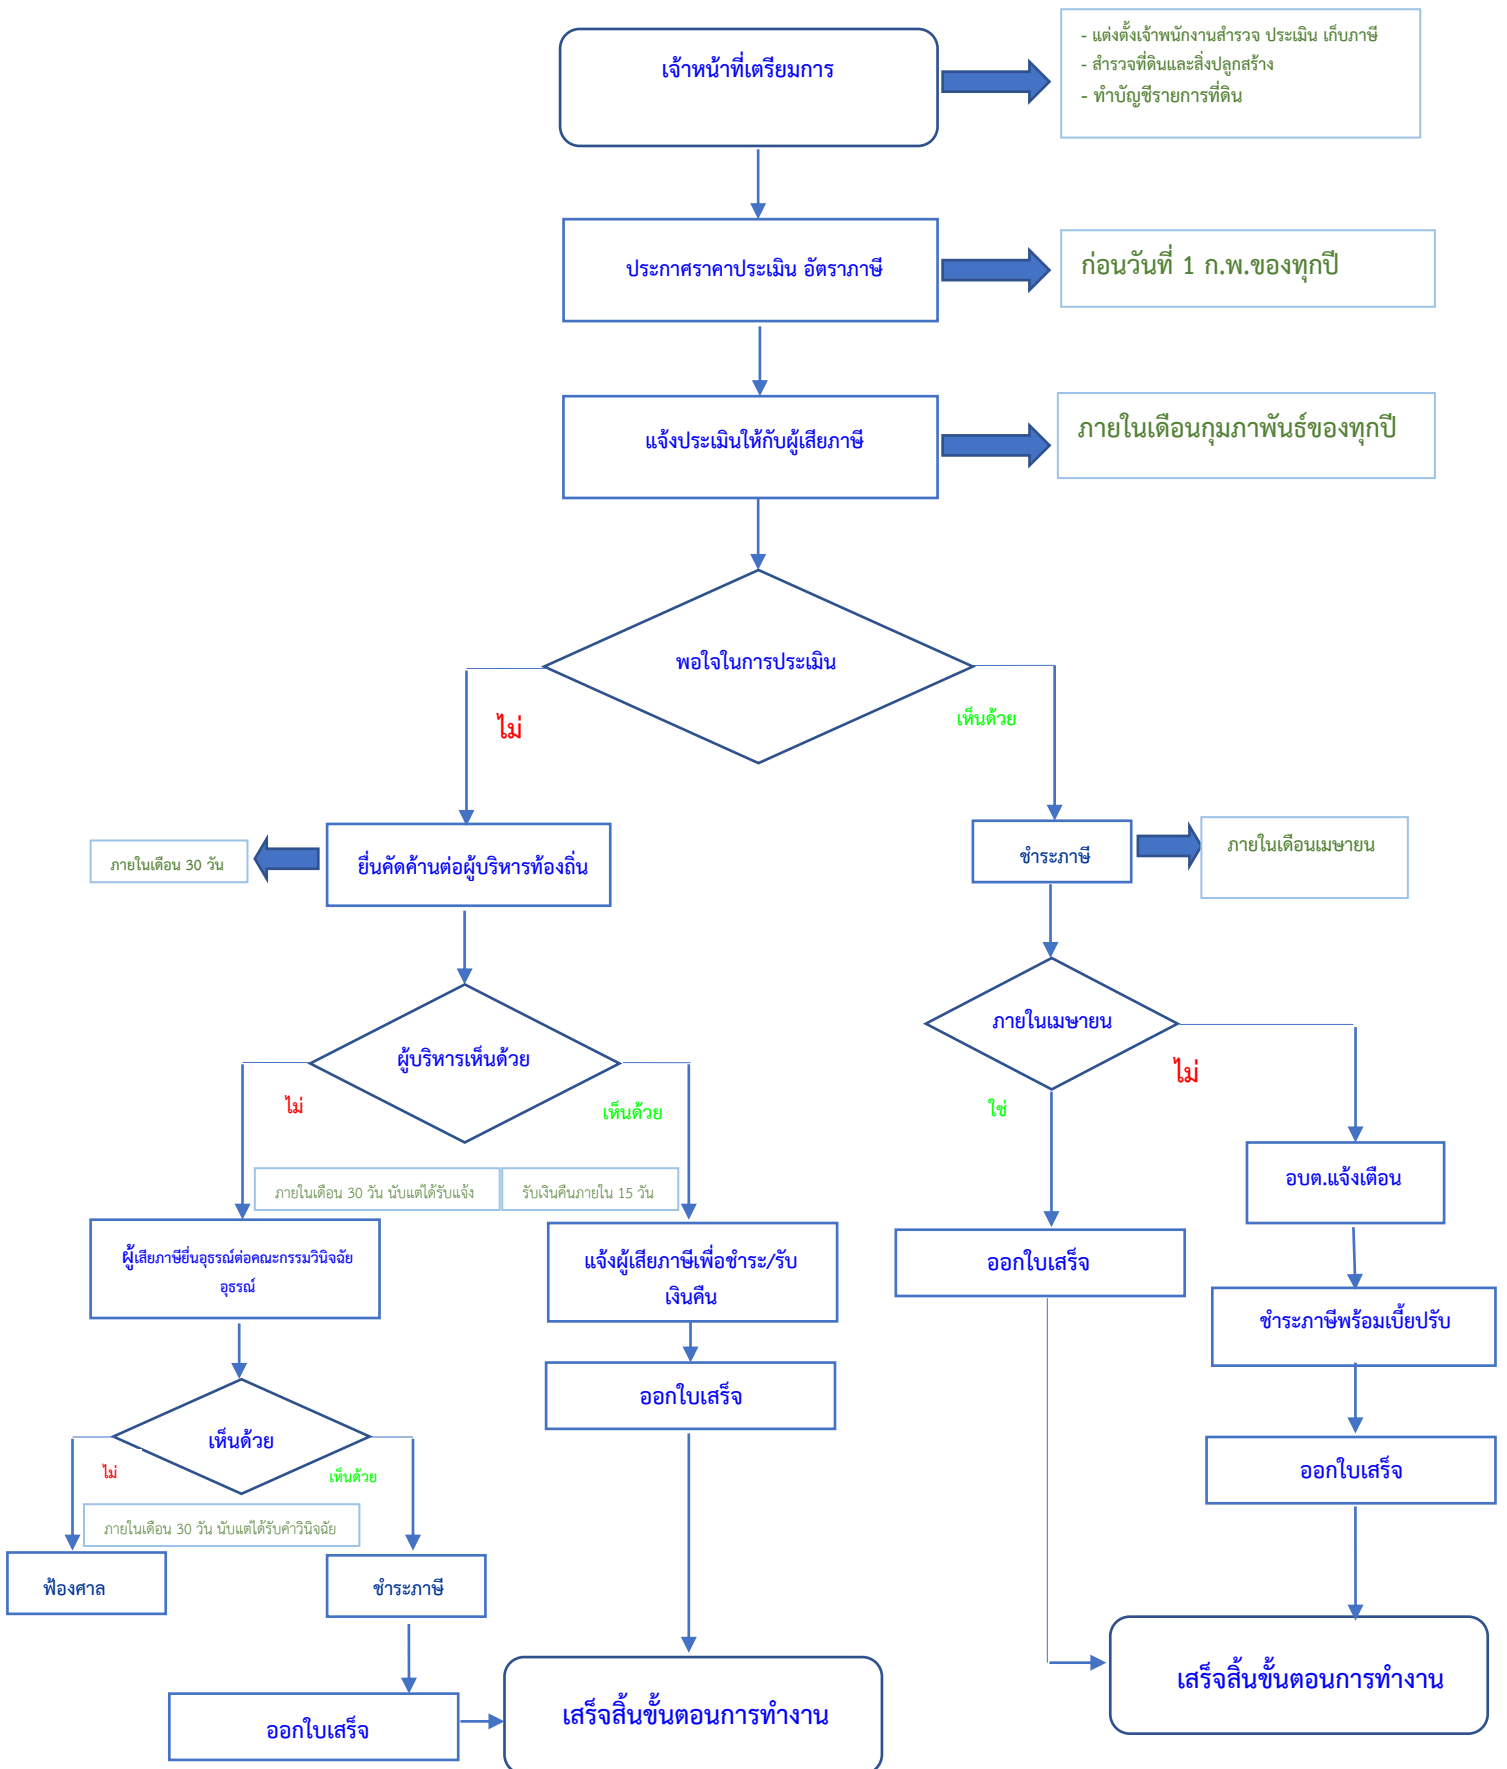 เจ้าหน้าที่เตรียมการ
- แต่งตั้งเจ้าพนักงานสำรวจ ประเมิน เก็บภาษี
- สำรวจที่ดินและสิ่งปลูกสร้าง
- ทำบัญชีรายการที่ดิน
ประกาศราคาประเมิน อัตราภาษี
ก่อนวันที่ 1 ก.พ.ของทุกปี
แจ้งประเมินให้กับผู้เสียภาษี
ภายในเดือนกุมภาพันธ์ของทุกปี
พอใจในการประเมิน
ไม่
เห็นด้วย
ภายในเดือน 30 วัน
ยื่นคัดค้านต่อผู้บริหารท้องถิ่น
ชำระภาษี
ภายในเดือนเมษายน
ผู้บริหารเห็นด้วย
ภายในเมษายน
ไม่
เห็นด้วย
ใช่
ไม่
ภายในเดือน 30 วัน นับแต่ได้รับแจ้ง
รับเงินคืนภายใน 15 วัน
อบต.แจ้งเตือน
ผู้เสียภาษียื่นอุธรณ์ต่อคณะกรรมวินิจฉัย
อุธรณ์
แจ้งผู้เสียภาษีเพื่อชำระ/รับ
เงินคืน
ออกใบเสร็จ
ชำระภาษีพร้อมเบี้ยปรับ
ออกใบเสร็จ
เห็นด้วย
ไม่
เห็นด้วย
ออกใบเสร็จ
ภายในเดือน 30 วัน นับแต่ได้รับคำวินิจฉัย
ฟ้องศาล
ชำระภาษี
ออกใบเสร็จ
เสร็จสิ้นขั้นตอนการทำงาน
เสร็จสิ้นขั้นตอนการทำงาน